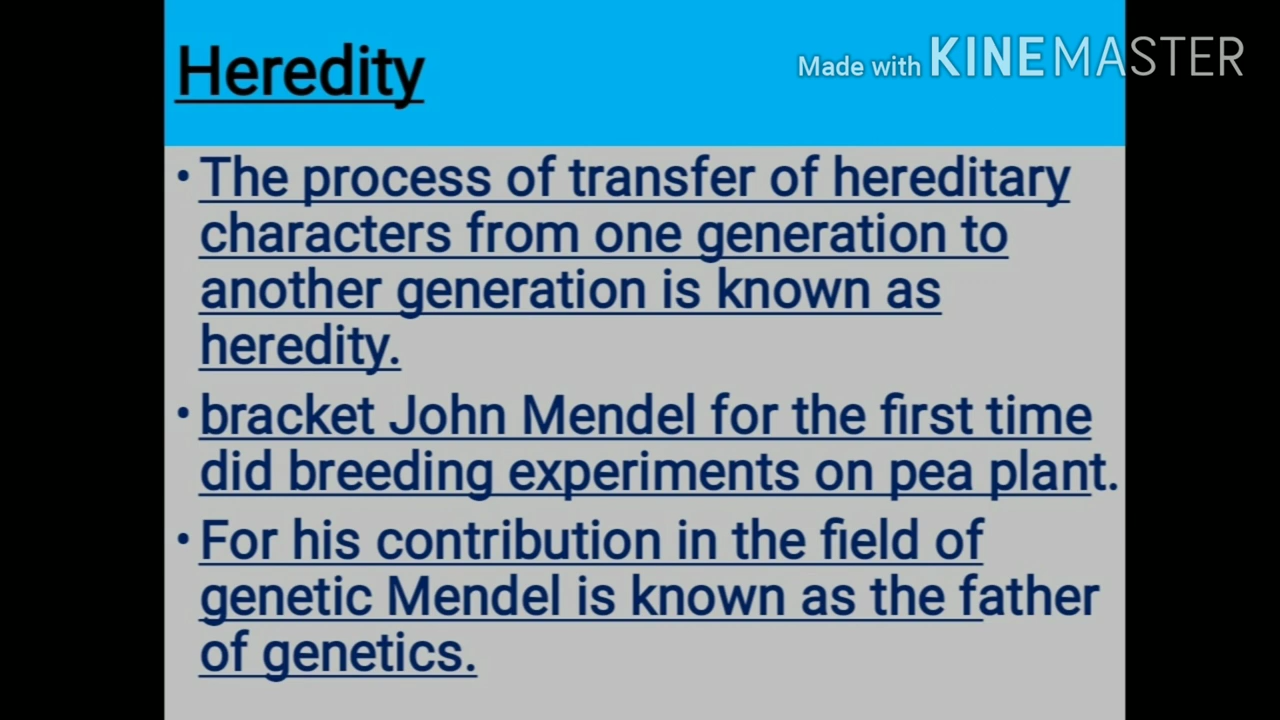 Heredity
Made with KINEMASTER
• The process of transfer of hereditary
characters from one generation to
another generation is known as
heredity.
• bracket John Mendel for the first time
did breeding experiments on pea plant.
• For his contribution in the field of
genetic Mendel is known as the father
of genetics.